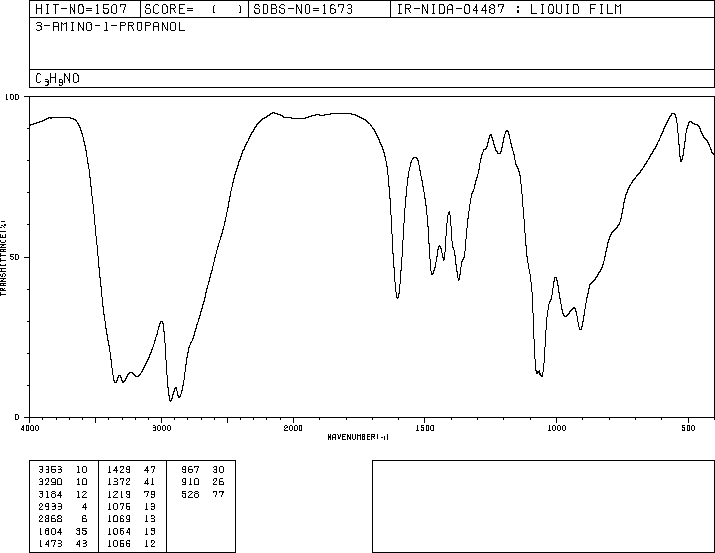 HIT-NO=1507 SCORE= ( ) SDBS-NO=1673 IR-NIDA-04487 : LIQUID FILM
3-AMINO-1-PROPANOL
C3H9NO
100
50
0
TRANSMITTANCE(%)
4000 3000 2000 1500 1000 500
WAVENUMBER(-1)
3353 10 1429 47 967 30
3290 10 1372 41 910 26
3184 12 1219 79 528 77
2933 4 1076 13
2868 6 1069 13
1604 35 1064 13
1473 43 1056 12